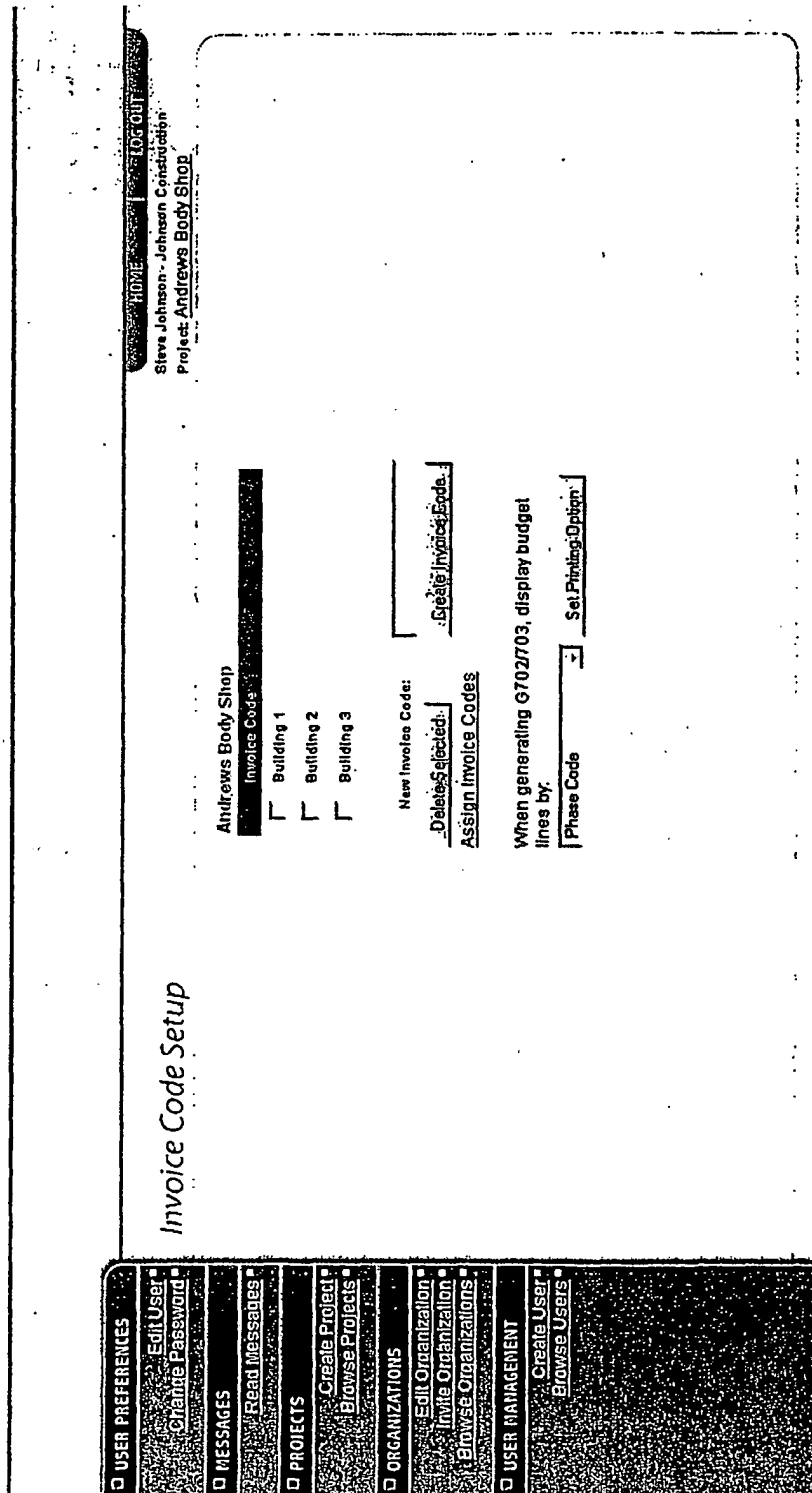 HOME | LOG OUT
Steve Johnson - Johnson Construction
Project: Andrews Body Shop
USER PREFERENCES
Edit User
Change Password
MESSAGES
Read Messages
PROJECTS
Create Project
Browse Projects
ORGANIZATIONS
Edit Organization
Invite Organization
Browse Organizations
USER MANAGEMENT
Create User
Browse Users
Invoice Code Setup
Andrews Body Shop
Invoice Code
Building 1
Building 2
Building 3
New Invoice Code:
Delete Selected
Create Invoice Code
Assign Invoice Codes
When generating G702/703, display budget
lines by:
Phase Code
Set Printing Option